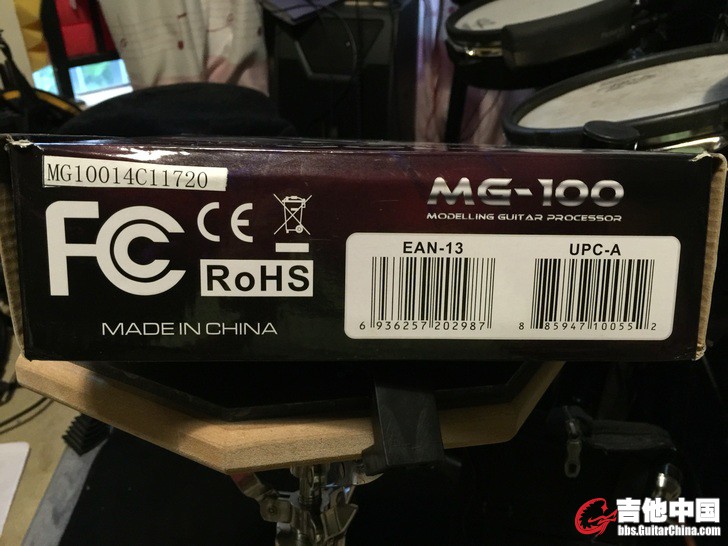 MG10014C11720
FC
CE
RoHS
MADE IN CHINA
MG-100
MODELLING GUITAR PROCESSOR
EAN-13
6 936257 202987
UPC-A
8 85947 10055 2
吉他中国
bbs.GuitarChina.com